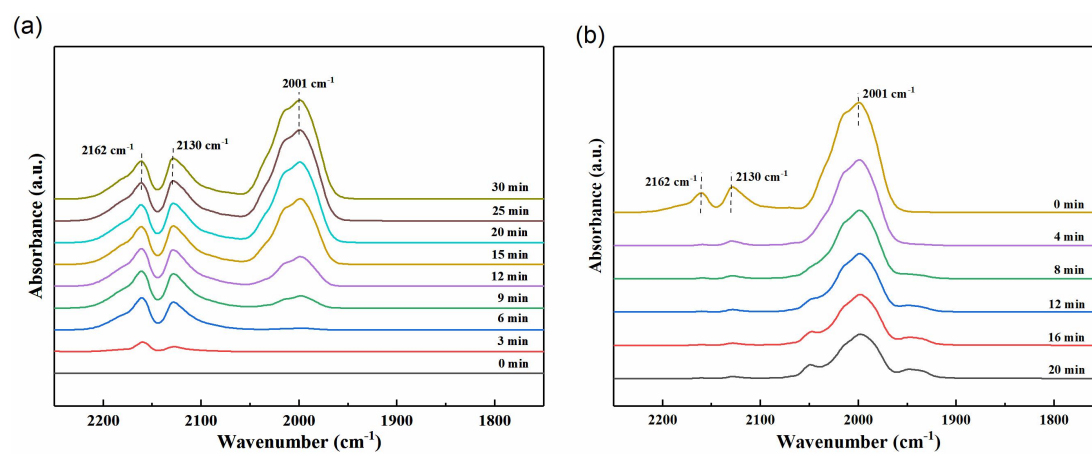 (a)
2001 cm⁻¹
2162 cm⁻¹
2130 cm⁻¹
30 min
25 min
20 min
15 min
12 min
9 min
6 min
3 min
0 min
Absorbance (a.u.)
2200 2100 2000 1900 1800
Wavenumber (cm⁻¹)
(b)
2001 cm⁻¹
2162 cm⁻¹
2130 cm⁻¹
0 min
4 min
8 min
12 min
16 min
20 min
Absorbance (a.u.)
2200 2100 2000 1900 1800
Wavenumber (cm⁻¹)